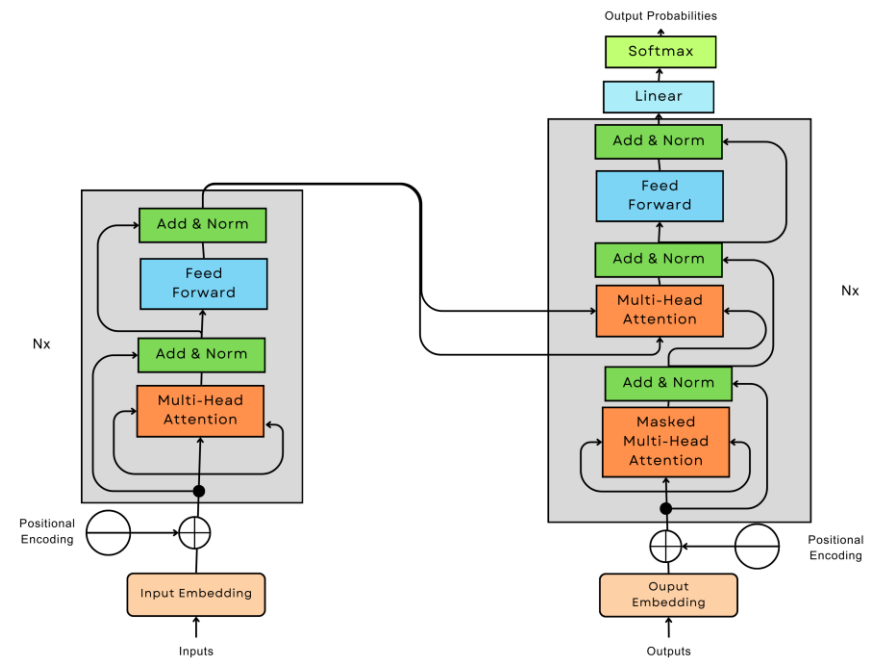 Output Probabilities
Softmax
Linear
Add & Norm
Feed
Forward
Add & Norm
Multi-Head
Attention
Nx
Add & Norm
Masked
Multi-Head
Attention
Positional
Encoding
Ouput
Embedding
Outputs
Add & Norm
Feed
Forward
Nx
Add & Norm
Multi-Head
Attention
Positional
Encoding
Input Embedding
Inputs